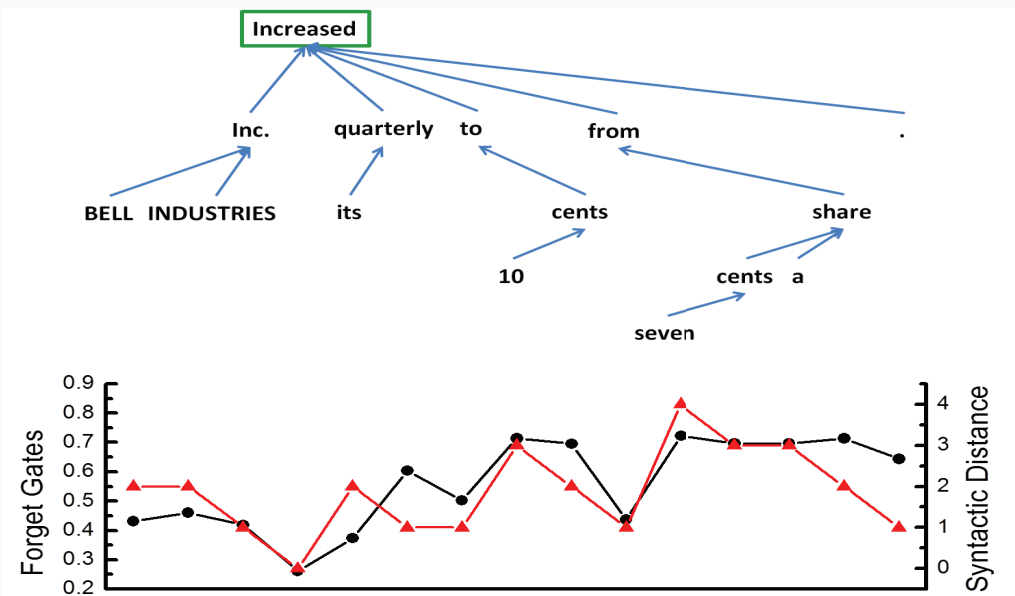 Increased
Inc. quarterly to from .
BELL INDUSTRIES its cents share
10 cents a
seven
Forget Gates
0.9
0.8
0.7
0.6
0.5
0.4
0.3
0.2
4
3
2
1
0
Syntactic Distance